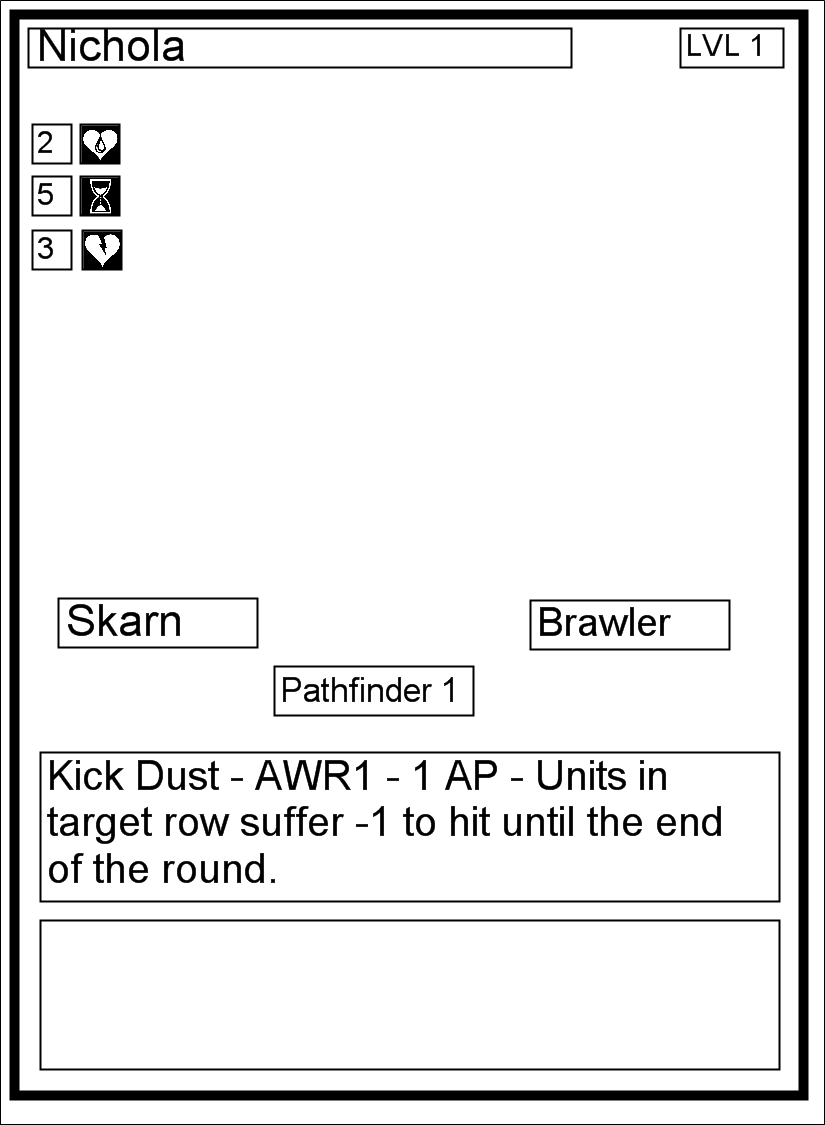 Nichola
LVL 1
2
5
3
Skarn
Brawler
Pathfinder 1
Kick Dust - AWR1 - 1 AP - Units in
target row suffer -1 to hit until the end
of the round.